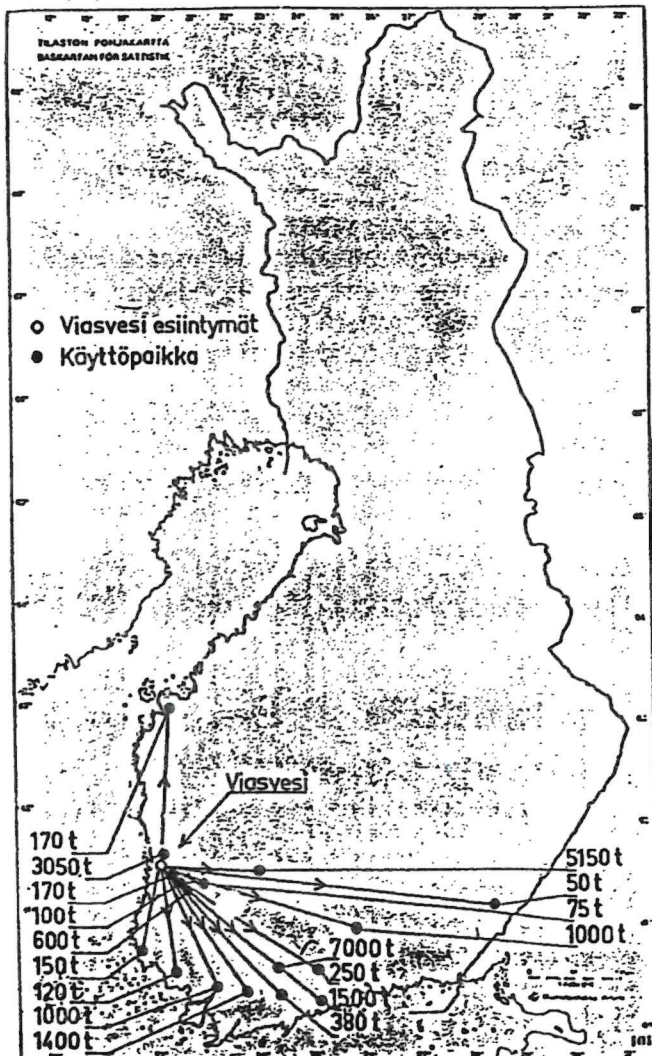 TILASTON POHJAKARTTA
BASKARTAN FÖR SATTISTIK
Viasvesi esiintymät
Käyttöpaikka
Viasvesi
170 t
3050 t
170 t
100 t
600 t
150 t
120 t
1000 t
1400 t
5150 t
50 t
75 t
1000 t
7000 t
250 t
1500 t
380 t